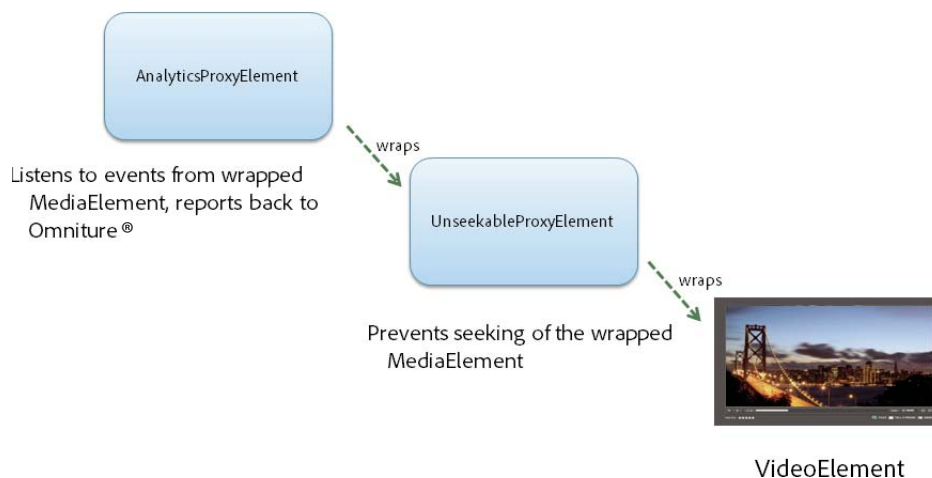 AnalyticsProxyElement
wraps
Listens to events from wrapped
MediaElement, reports back to
Omniture ®
UnseekableProxyElement
wraps
Prevents seeking of the wrapped
MediaElement
VideoElement